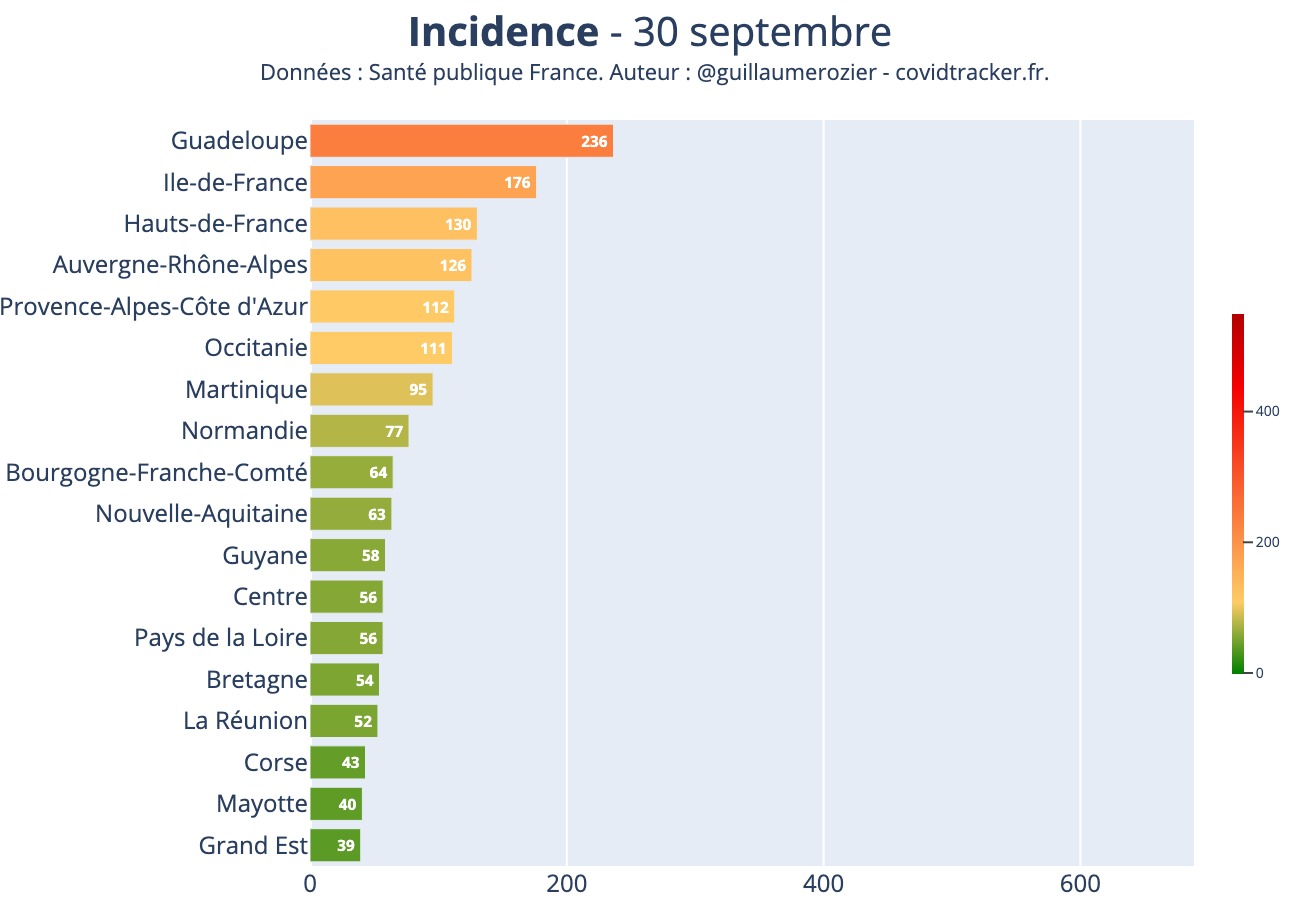 Incidence - 30 septembre
Données : Santé publique France. Auteur : @guillaumerozier - covidtracker.fr.
Guadeloupe 236
Ile-de-France 176
Hauts-de-France 130
Auvergne-Rhône-Alpes 126
Provence-Alpes-Côte d'Azur 112
Occitanie 111
Martinique 95
Normandie 77
Bourgogne-Franche-Comté 64
Nouvelle-Aquitaine 63
Guyane 58
Centre 56
Pays de la Loire 56
Bretagne 54
La Réunion 52
Corse 43
Mayotte 40
Grand Est 39
0 200 400 600
400
200
0